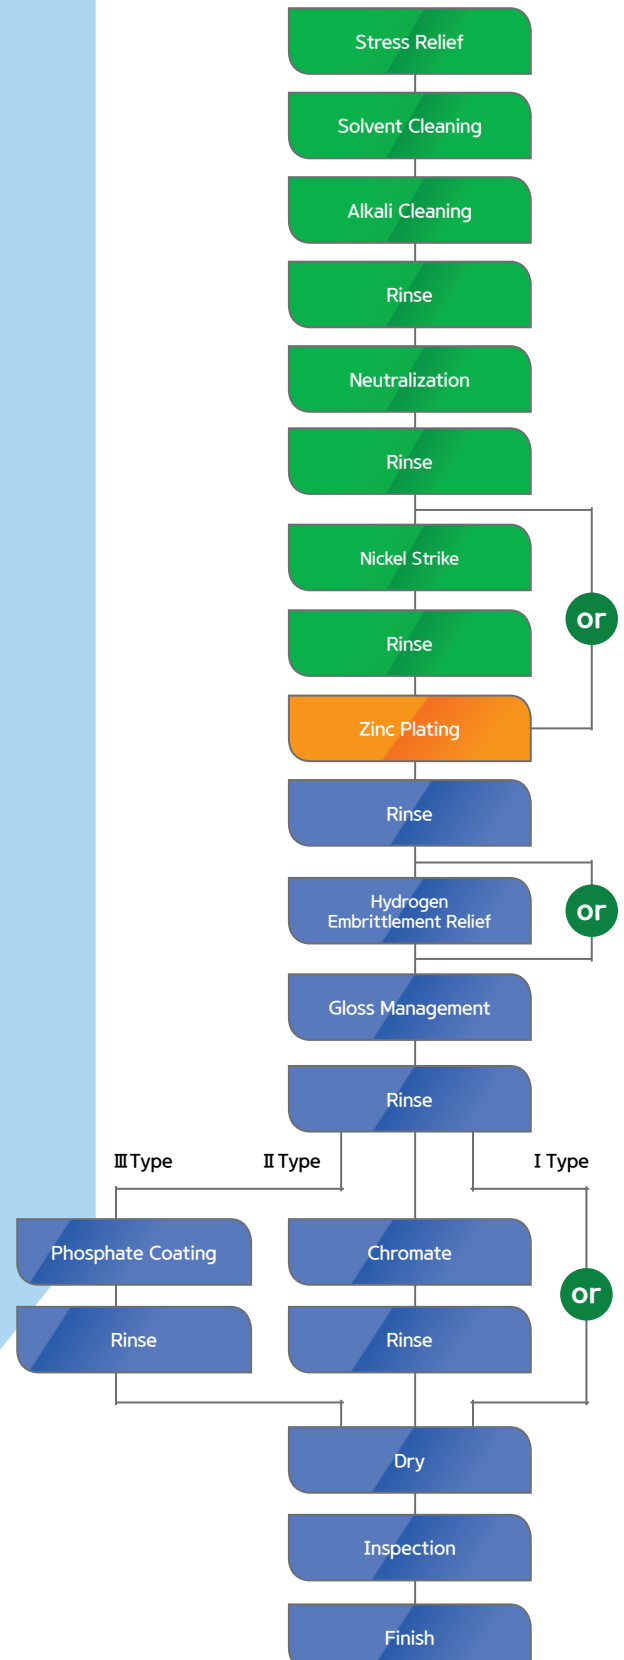 Stress Relief
Solvent Cleaning
Alkali Cleaning
Rinse
Neutralization
Rinse
Nickel Strike
or
Rinse
Zinc Plating
Rinse
Hydrogen
Embrittlement Relief
or
Gloss Management
Rinse
Ⅲ Type
Ⅱ Type
Ⅰ Type
Phosphate Coating
Chromate
or
Rinse
Rinse
Dry
Inspection
Finish